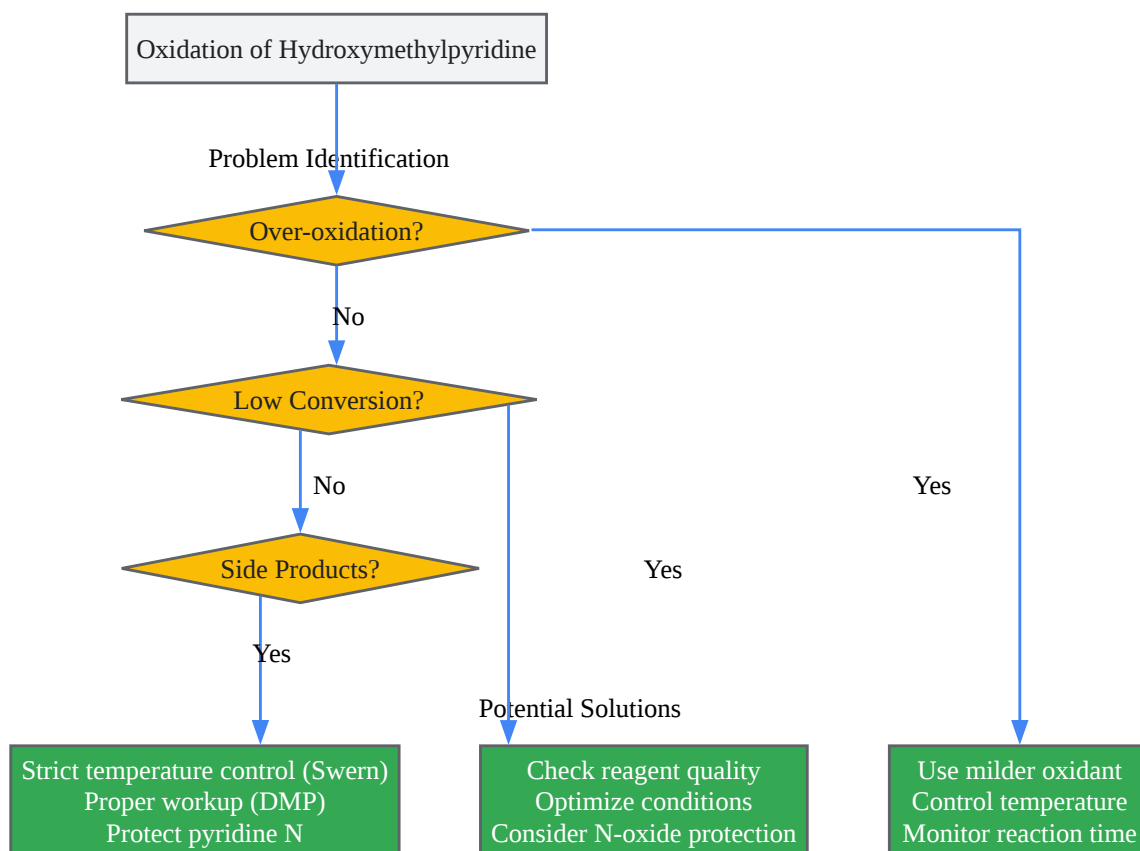 Oxidation of Hydroxymethylpyridine
Problem Identification
Over-oxidation?
No
Low Conversion?
No
Yes
Side Products?
Yes
Yes
Potential Solutions
Strict temperature control (Swern)
Proper workup (DMP)
Protect pyridine N
Check reagent quality
Optimize conditions
Consider N-oxide protection
Use milder oxidant
Control temperature
Monitor reaction time